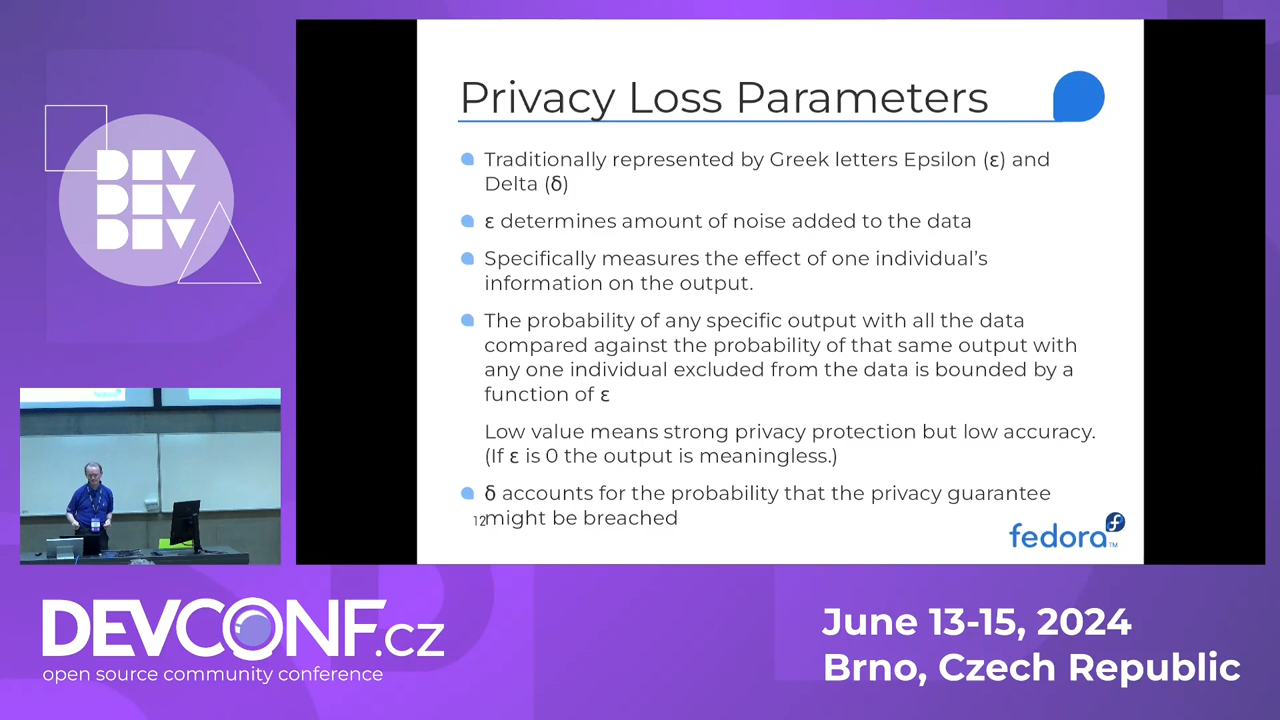 DEV
DEV
DEV
Privacy Loss Parameters
Traditionally represented by Greek letters Epsilon (ε) and
Delta (δ)
ε determines amount of noise added to the data
Specifically measures the effect of one individual’s
information on the output.
The probability of any specific output with all the data
compared against the probability of that same output with
any one individual excluded from the data is bounded by a
function of ε
Low value means strong privacy protection but low accuracy.
(If ε is 0 the output is meaningless.)
δ accounts for the probability that the privacy guarantee
might be breached
12
fedora™
DEVCONF.cz
open source community conference
June 13-15, 2024
Brno, Czech Republic